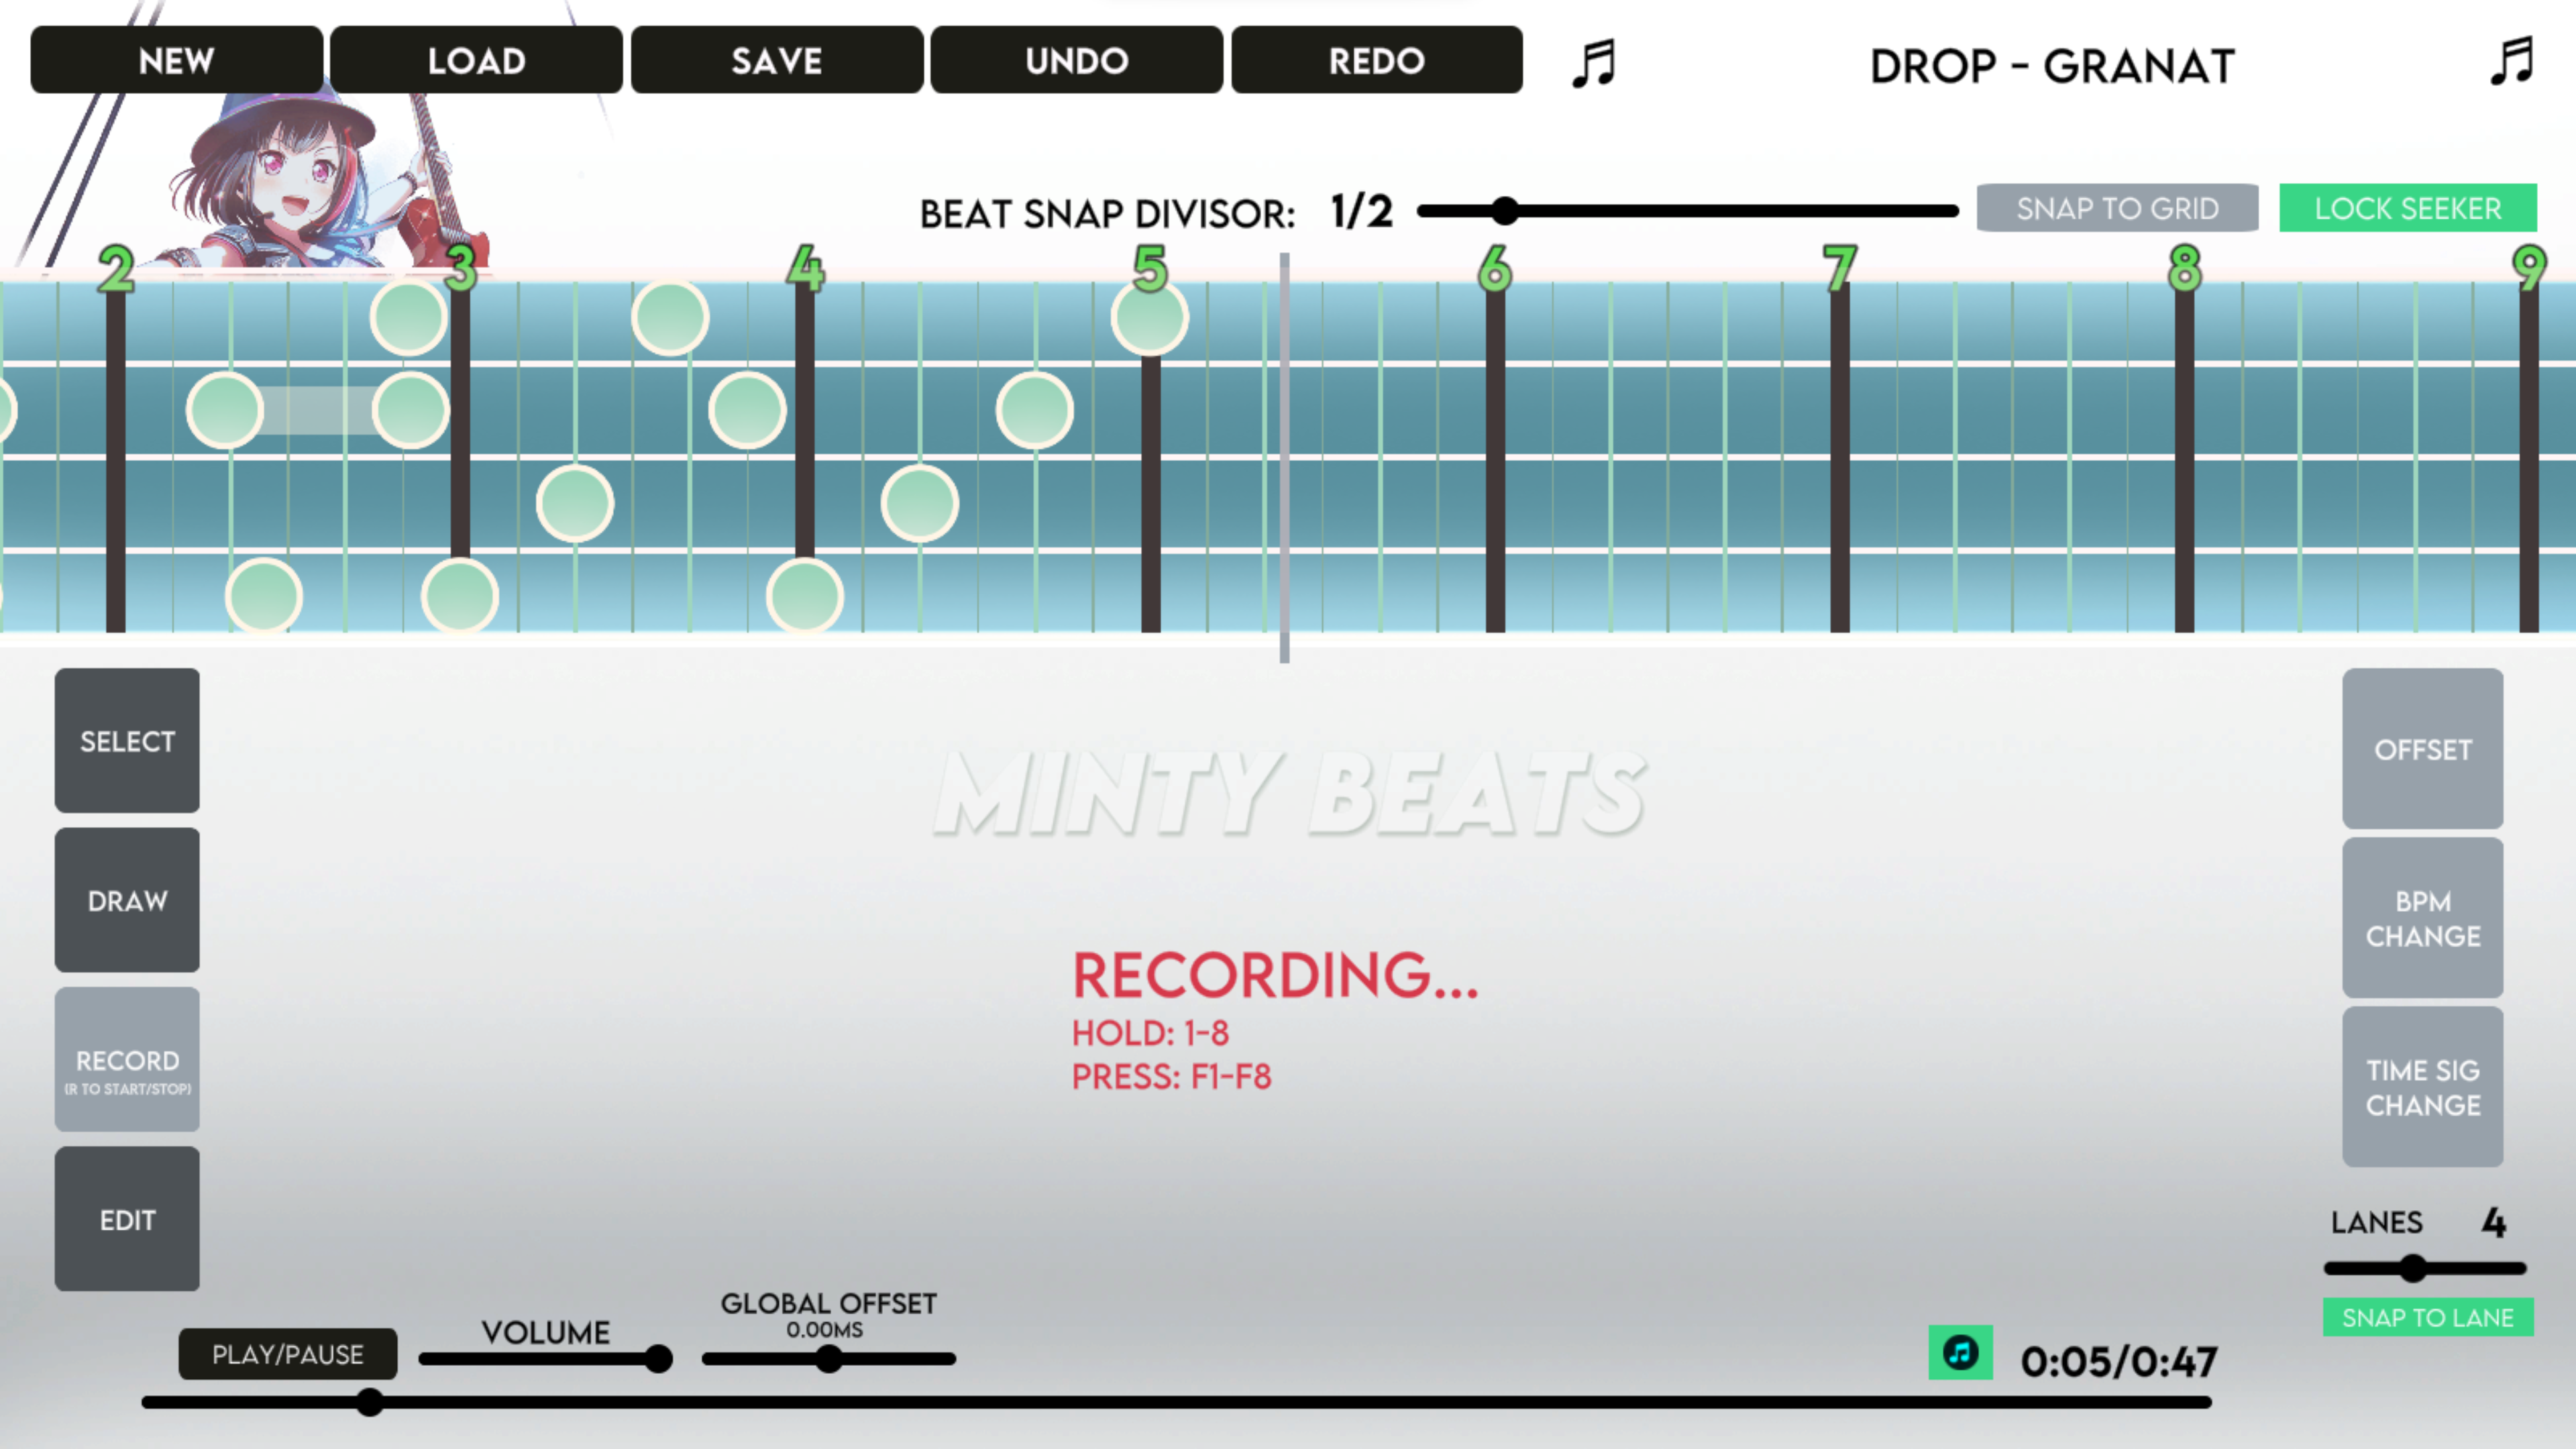 NEW
LOAD
SAVE
UNDO
REDO
DROP - GRANAT
BEAT SNAP DIVISOR: 1/2
SNAP TO GRID
LOCK SEEKER
2 3 4 5 6 7 8 9
SELECT
DRAW
RECORD
(R TO START/STOP)
EDIT
MINTY BEATS
RECORDING...
HOLD: 1-8
PRESS: F1-F8
OFFSET
BPM
CHANGE
TIME SIG
CHANGE
LANES 4
SNAP TO LANE
PLAY/PAUSE
VOLUME
GLOBAL OFFSET
0.00MS
0:05/0:47